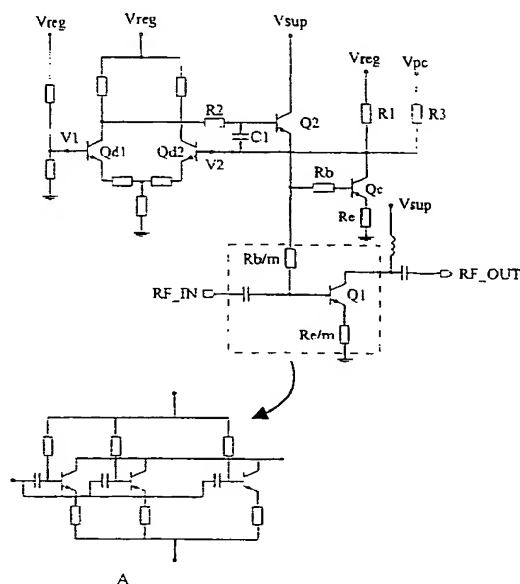 Vsup
Vreg
Vreg
Vreg
Vpc
R2
Q2
R1
R3
V1
C1
Qd1
Qd2
V2
Rb
Qc
Re
Vsup
Rb/m
RF_IN
Q1
RF_OUT
Re/m
A